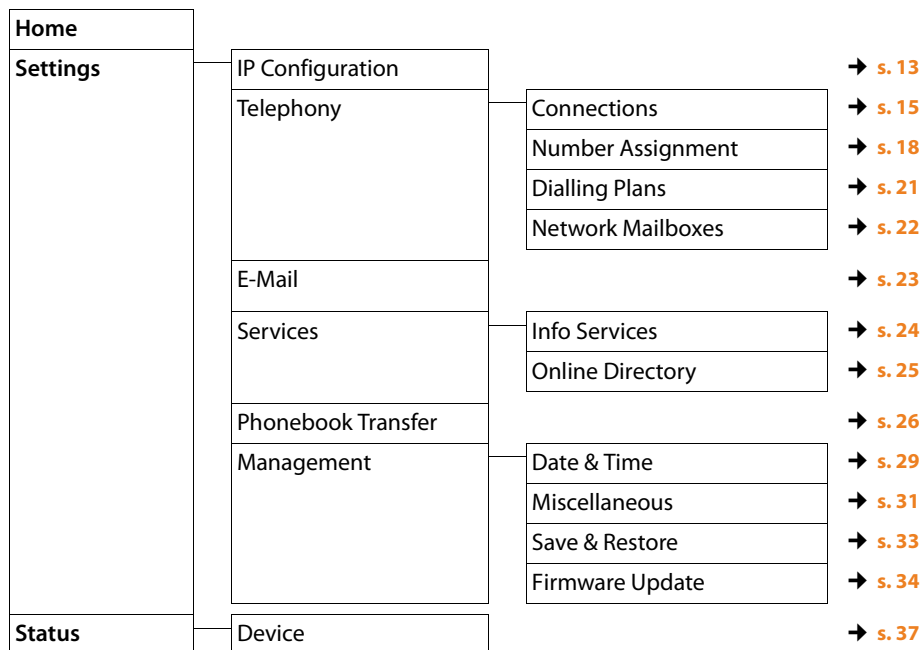 Home
Settings IP Configuration ➔ s. 13
Telephony Connections ➔ s. 15
Number Assignment ➔ s. 18
Dialling Plans ➔ s. 21
Network Mailboxes ➔ s. 22
E-Mail ➔ s. 23
Services Info Services ➔ s. 24
Online Directory ➔ s. 25
Phonebook Transfer ➔ s. 26
Management Date & Time ➔ s. 29
Miscellaneous ➔ s. 31
Save & Restore ➔ s. 33
Firmware Update ➔ s. 34
Status Device ➔ s. 37